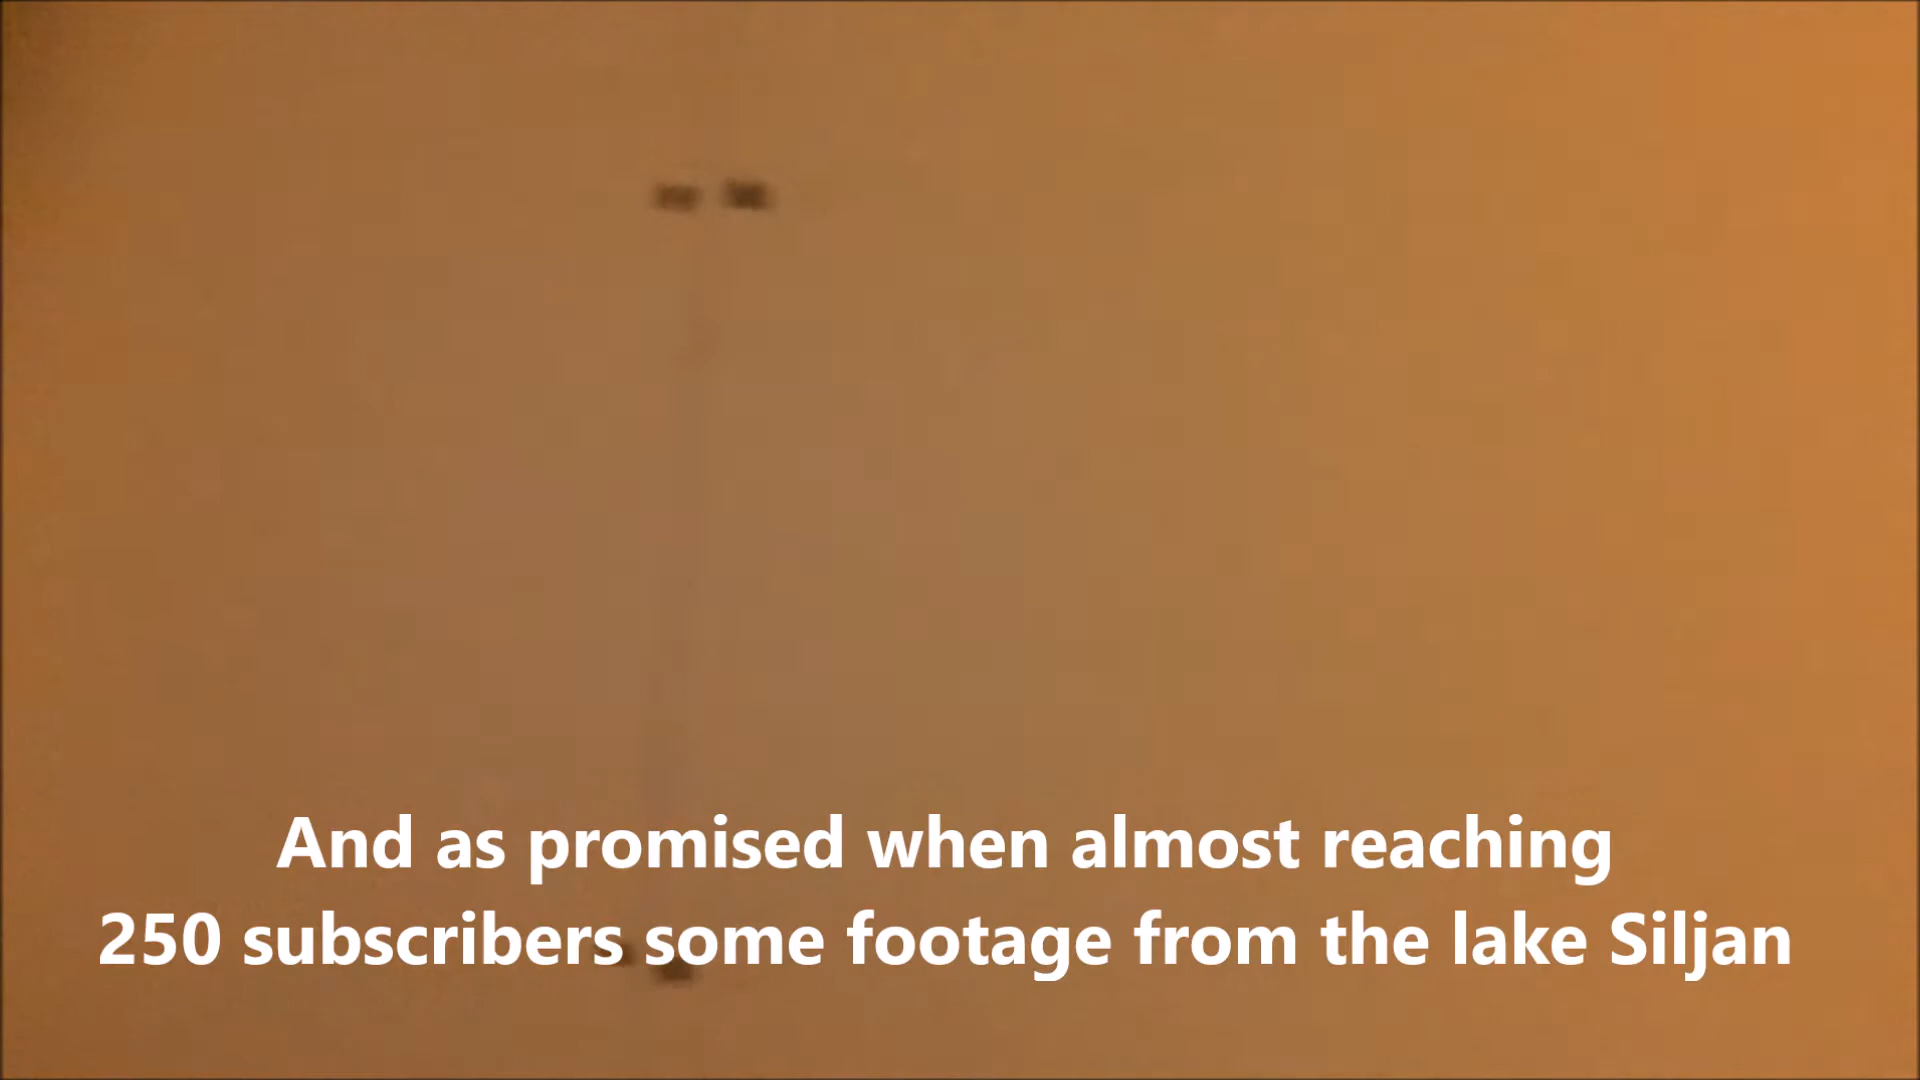 And as promised when almost reaching
250 subscribers some footage from the lake Siljan